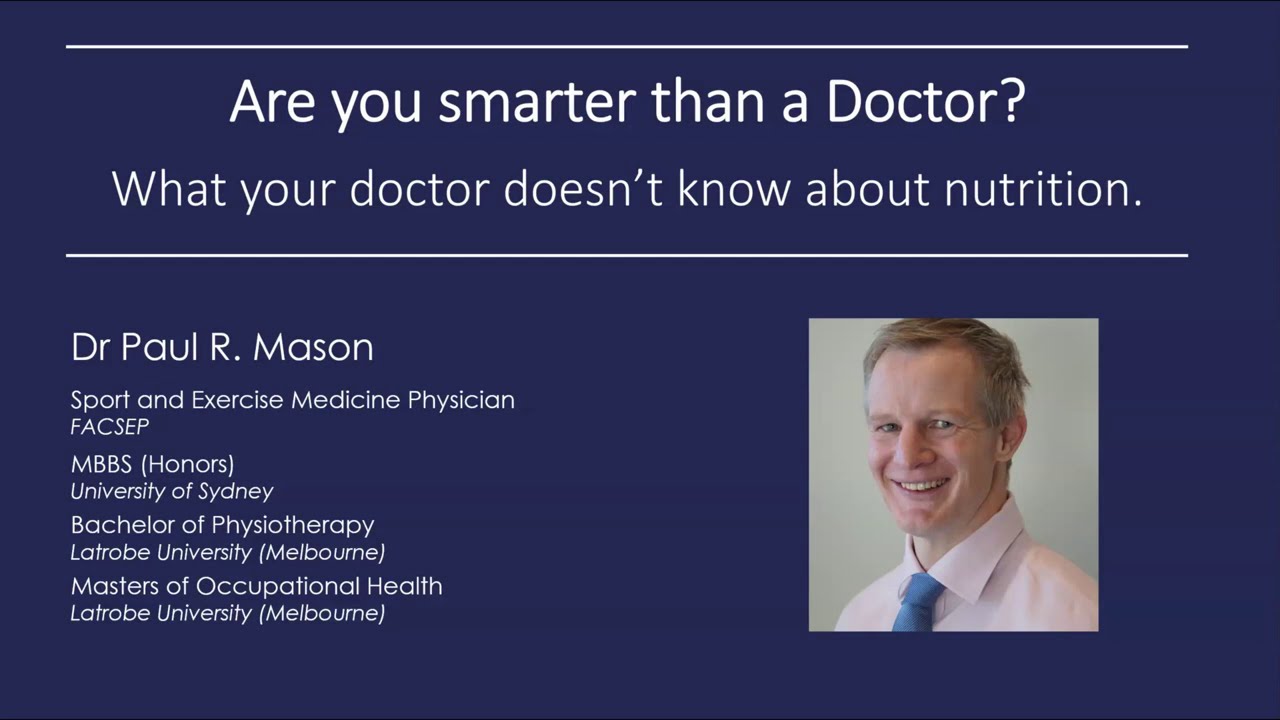 Are you smarter than a Doctor?
What your doctor doesn't know about nutrition.
Dr Paul R. Mason
Sport and Exercise Medicine Physician
FACSEP
MBBS (Honors)
University of Sydney
Bachelor of Physiotherapy
Latrobe University (Melbourne)
Masters of Occupational Health
Latrobe University (Melbourne)